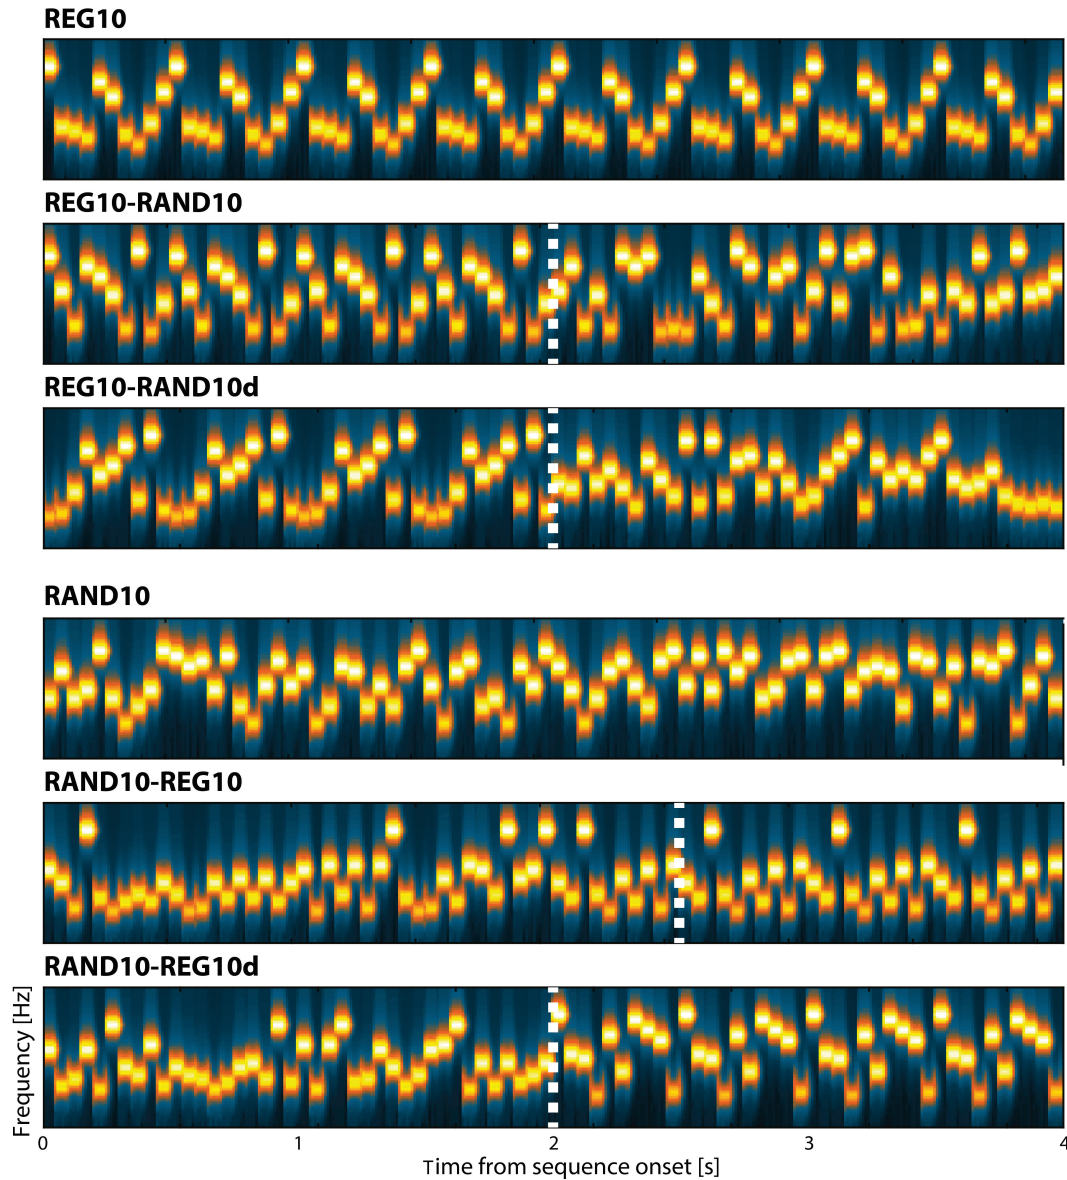 REG10
REG10-RAND10
REG10-RAND10d
RAND10
RAND10-REG10
RAND10-REG10d
Frequency [Hz]
0 1 2 3 4
Time from sequence onset [s]